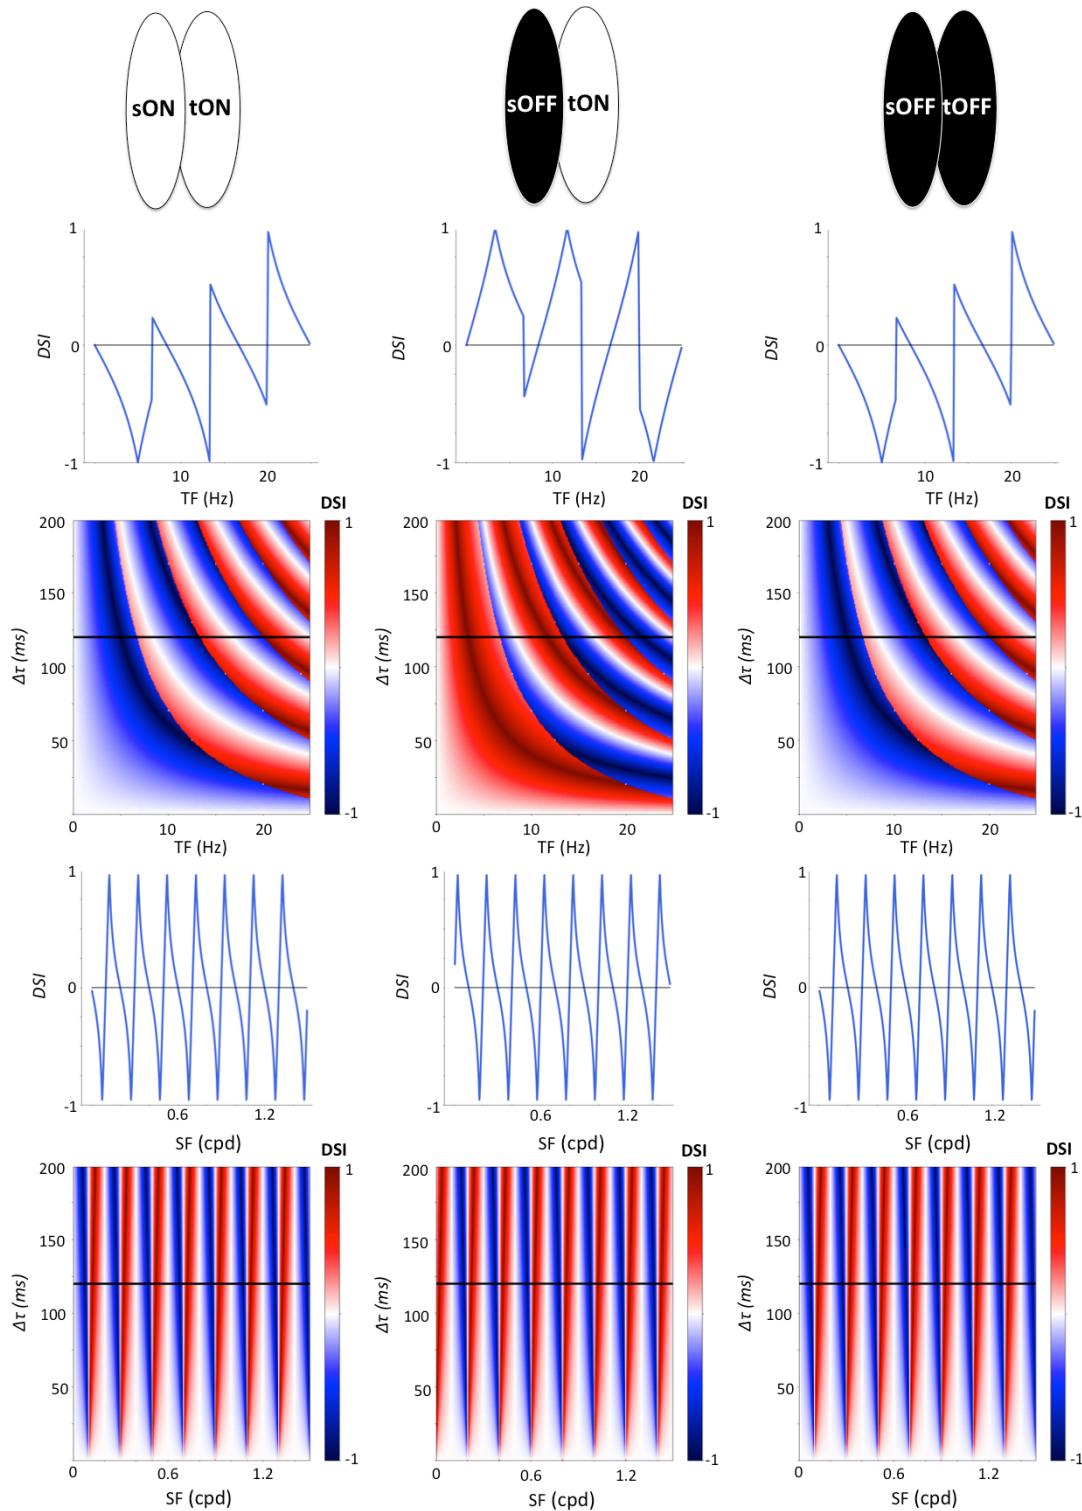 sON tON sOFF tON sOFF tOFF
1 1 1
DSI 0 DSI 0 DSI 0
-1 10 20 -1 10 20 -1 10 20
TF (Hz) TF (Hz) TF (Hz)
DSI DSI DSI
200 1 200 1 200 1
150 150 150
Δτ (ms) 100 Δτ (ms) 100 Δτ (ms) 100
50 50 50
-1 -1 -1
0 10 20 0 10 20 0 10 20
TF (Hz) TF (Hz) TF (Hz)
1 1 1
DSI 0 DSI 0 DSI 0
-1 0.6 1.2 -1 0.6 1.2 -1 0.6 1.2
SF (cpd) SF (cpd) SF (cpd)
DSI DSI DSI
200 1 200 1 200 1
150 150 150
Δτ (ms) 100 Δτ (ms) 100 Δτ (ms) 100
50 50 50
-1 -1 -1
0 0.6 1.2 0 0.6 1.2 0 0.6 1.2
SF (cpd) SF (cpd) SF (cpd)